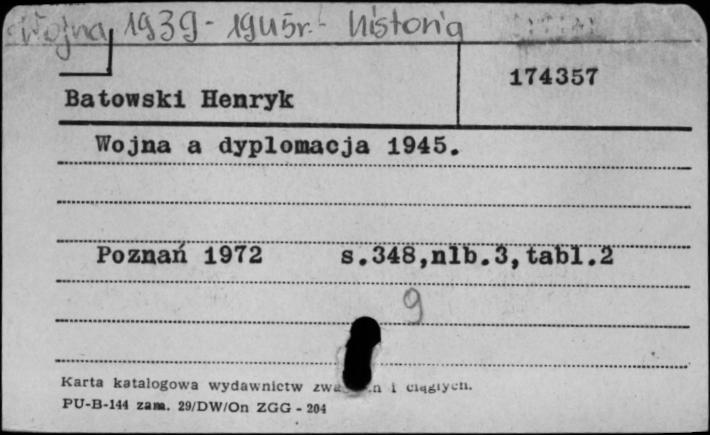 Wojna 1939-1945r.- historia
174357
Batowski Henryk
Wojna a dyplomacja 1945.
Poznań 1972 s.348,nlb.3,tabl.2
9
Karta katalogowa wydawnictw i ciągłych.
PU-B-144 zam. 29/DW/On ZGG - 204